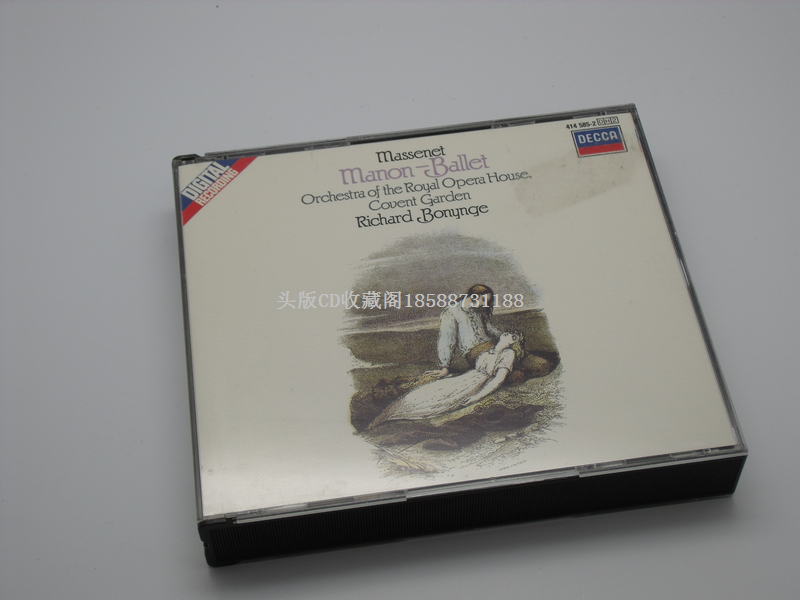 414 585-2
DECCA
DIGITAL
RECORDING
Massenet
Manon-Ballet
Orchestra of the Royal Opera House,
Covent Garden
Richard Bonynge
头版CD收藏阁18588731188